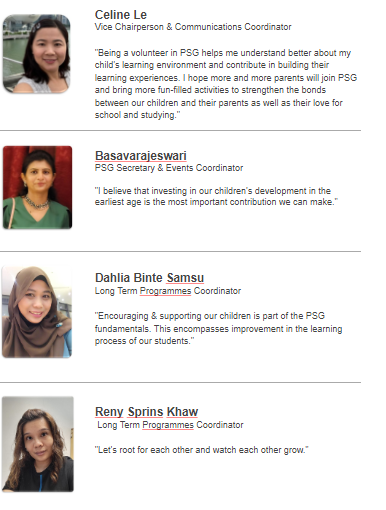 Celine Le
Vice Chairperson & Communications Coordinator
"Being a volunteer in PSG helps me understand better about my
child's learning environment and contribute in building their
learning experiences. I hope more and more parents will join PSG
and bring more fun-filled activities to strengthen the bonds
between our children and their parents as well as their love for
school and studying."
Basavarajeswari
PSG Secretary & Events Coordinator
"I believe that investing in our children's development in the
earliest age is the most important contribution we can make."
Dahlia Binte Samsu
Long Term Programmes Coordinator
"Encouraging & supporting our children is part of the PSG
fundamentals. This encompasses improvement in the learning
process of our students."
Reny Sprins Khaw
Long Term Programmes Coordinator
"Let's root for each other and watch each other grow."